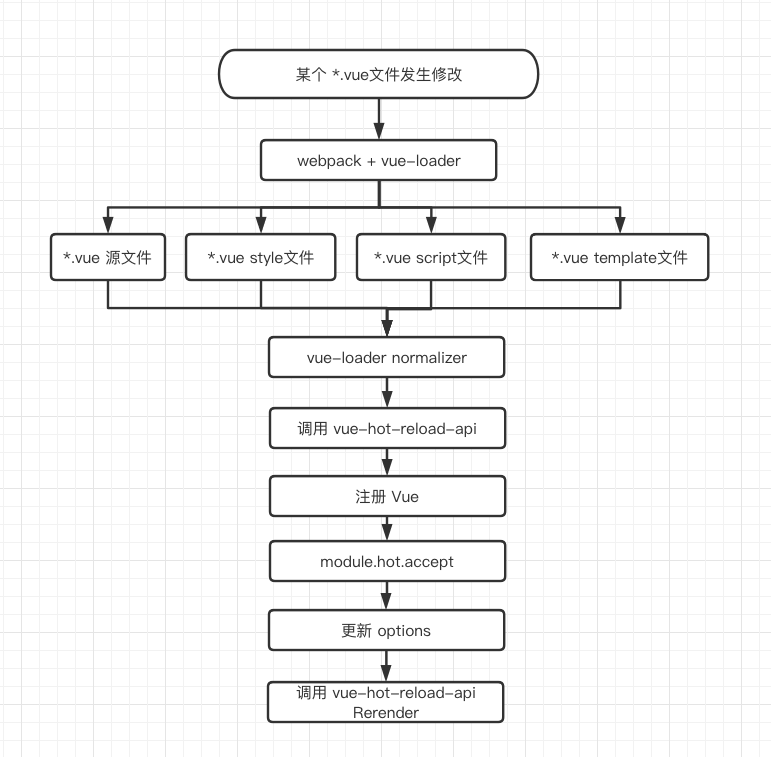 某个 *.vue文件发生修改
webpack + vue-loader
*.vue 源文件
*.vue style文件
*.vue script文件
*.vue template文件
vue-loader normalizer
调用 vue-hot-reload-api
注册 Vue
module.hot.accept
更新 options
调用 vue-hot-reload-api
Rerender